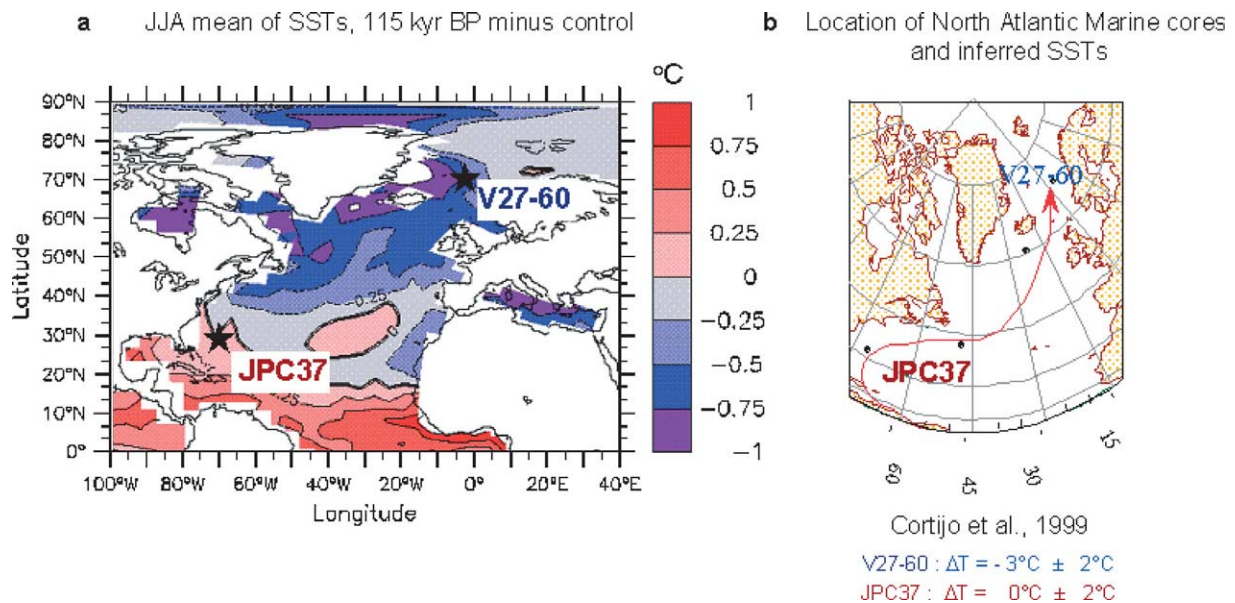 a JJA mean of SSTs, 115 kyr BP minus control
°C
90°N
80°N
70°N
60°N
50°N
40°N
30°N
20°N
10°N
0°
Latitude
V27-60
JPC37
-0.25
0
100°W 80°W 60°W 40°W 20°W 0° 20°E 40°E
Longitude
1
0.75
0.5
0.25
0
−0.25
−0.5
−0.75
−1
b Location of North Atlantic Marine cores
and inferred SSTs
V27-60
JPC37
60
45
30
15
Cortijo et al., 1999
V27-60 : ΔT = - 3°C ± 2°C
JPC37 : ΔT = 0°C ± 2°C